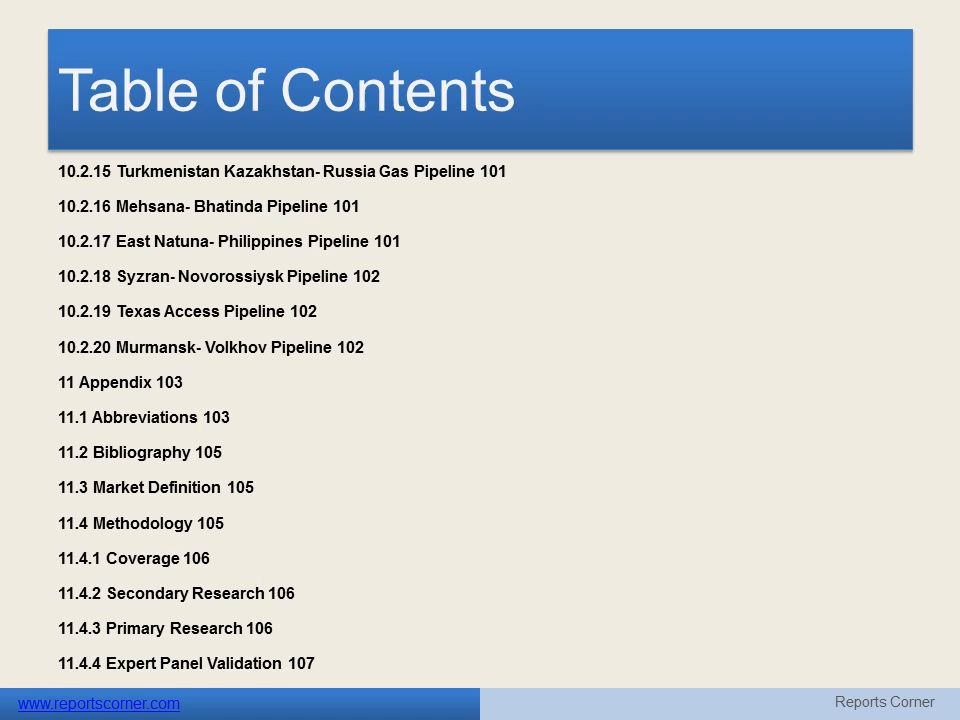 Table of Contents
10.2.15 Turkmenistan Kazakhstan- Russia Gas Pipeline 101
10.2.16 Mehsana- Bhatinda Pipeline 101
10.2.17 East Natuna- Philippines Pipeline 101
10.2.18 Syzran- Novorossiysk Pipeline 102
10.2.19 Texas Access Pipeline 102
10.2.20 Murmansk- Volkhov Pipeline 102
11 Appendix 103
11.1 Abbreviations 103
11.2 Bibliography 105
11.3 Market Definition 105
11.4 Methodology 105
11.4.1 Coverage 106
11.4.2 Secondary Research 106
11.4.3 Primary Research 106
11.4.4 Expert Panel Validation 107
www.reportscorner.com
Reports Corner